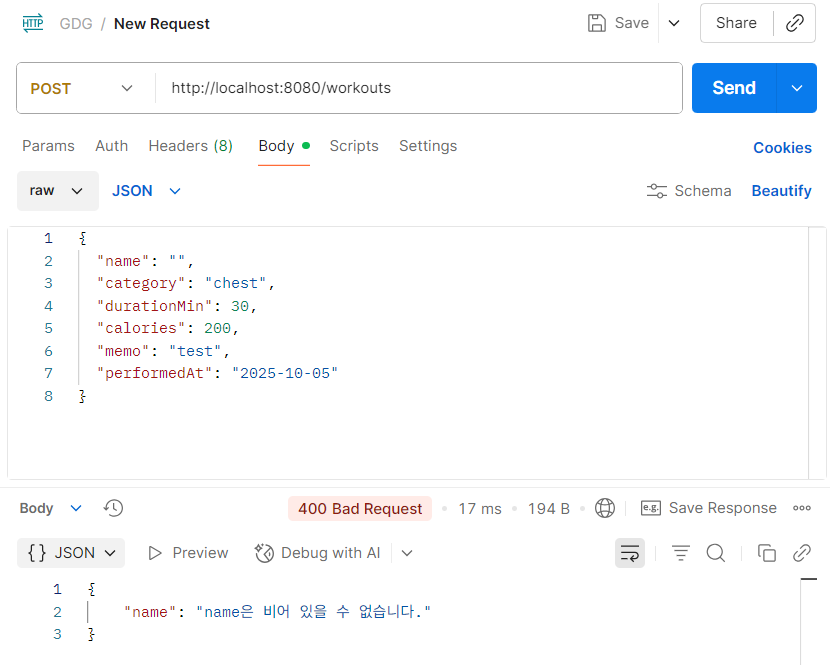 HTTP GDG / New Request Save Share
POST http://localhost:8080/workouts Send
Params Auth Headers (8) Body Scripts Settings Cookies
raw JSON Schema Beautify
1 {
2 "name": "",
3 "category": "chest",
4 "durationMin": 30,
5 "calories": 200,
6 "memo": "test",
7 "performedAt": "2025-10-05"
8 }
Body 400 Bad Request 17 ms 194 B e.g. Save Response
{} JSON Preview Debug with AI
1 {
2 "name": "name은 비어 있을 수 없습니다."
3 }